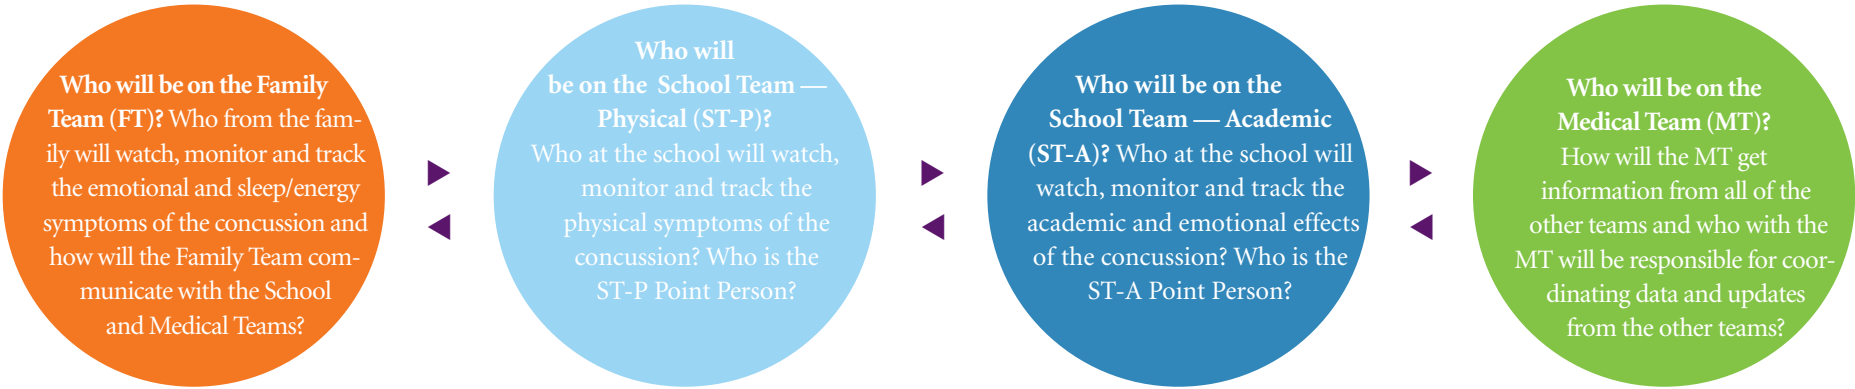 Who will be on the Family
Team (FT)? Who from the fam-
ily will watch, monitor and track
the emotional and sleep/energy
symptoms of the concussion and
how will the Family Team com-
municate with the School
and Medical Teams?
Who will
be on the School Team —
Physical (ST-P)?
Who at the school will watch,
monitor and track the
physical symptoms of the
concussion? Who is the
ST-P Point Person?
Who will be on the
School Team — Academic
(ST-A)? Who at the school will
watch, monitor and track the
academic and emotional effects
of the concussion? Who is the
ST-A Point Person?
Who will be on the
Medical Team (MT)?
How will the MT get
information from all of the
other teams and who with the
MT will be responsible for coor-
dinating data and updates
from the other teams?